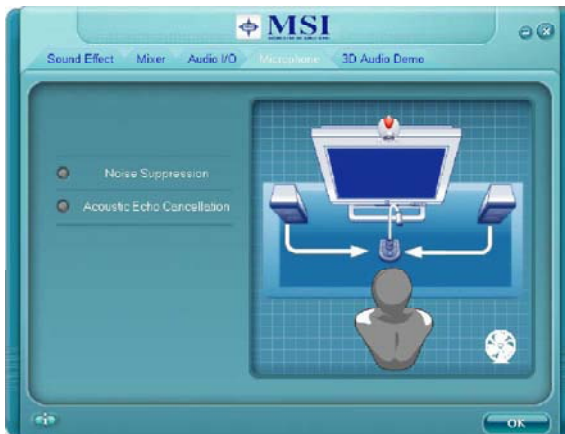 MSI
Sound Effect Mixer Audio I/O Microphone 3D Audio Demo
Noise Suppression
Acoustic Echo Cancellation
OK